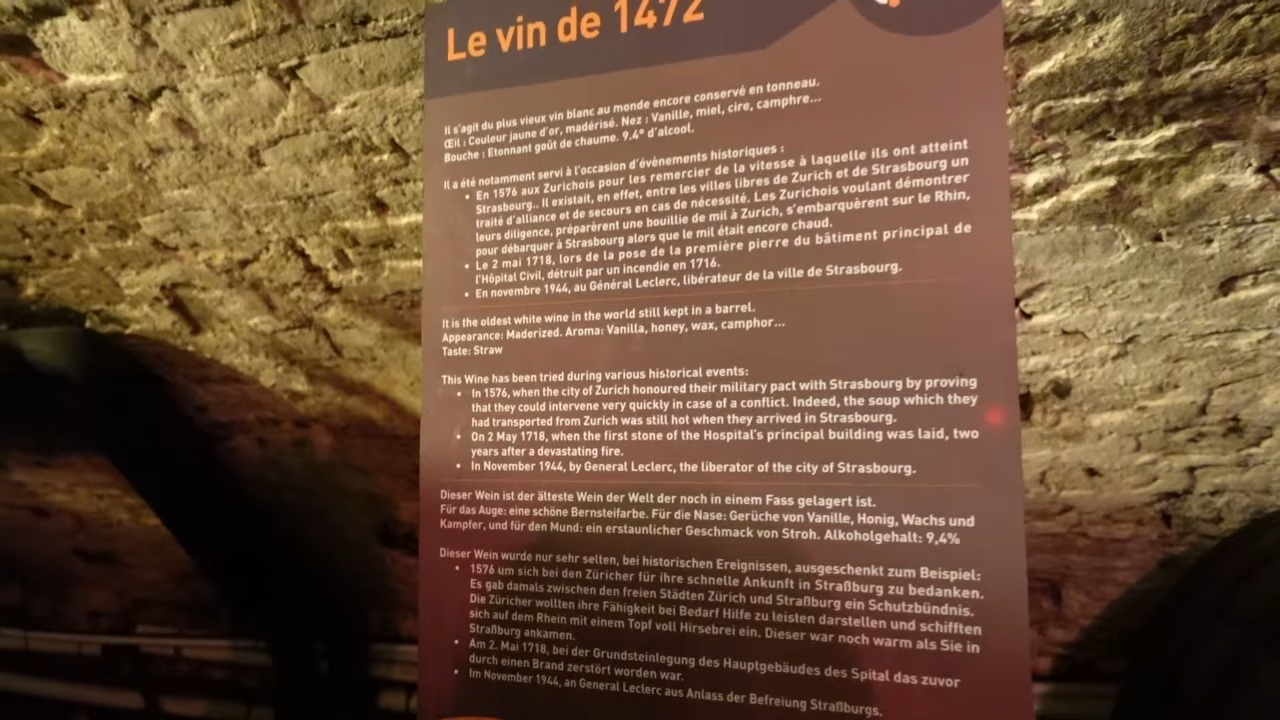 Le vin de 1472
Il s'agit du plus vieux vin blanc au monde encore conservé en tonneau.
Œil : Couleur jaune d'or, madérisé. Nez : Vanille, miel, cire, camphre...
Bouche : Etonnant goût de chaume. 9.4° d'alcool.
Il a été notamment servi à l'occasion d'évènements historiques :
• En 1576 aux Zurichois pour les remercier de la vitesse à laquelle ils ont atteint
Strasbourg.. Il existait, en effet, entre les villes libres de Zurich et de Strasbourg un
traité d'alliance et de secours en cas de nécessité. Les Zurichois voulant démontrer
leurs diligence, préparèrent une bouillie de mil à Zurich, s'embarquèrent sur le Rhin,
pour débarquer à Strasbourg alors que le mil était encore chaud.
• Le 2 mai 1718, lors de la pose de la première pierre du bâtiment principal de
l'Hôpital Civil, détruit par un incendie en 1716.
• En novembre 1944, au Général Leclerc, libérateur de la ville de Strasbourg.
It is the oldest white wine in the world still kept in a barrel.
Appearance: Maderized. Aroma: Vanilla, honey, wax, camphor...
Taste: Straw
This Wine has been tried during various historical events:
• In 1576, when the city of Zurich honoured their military pact with Strasbourg by proving
that they could intervene very quickly in case of a conflict. Indeed, the soup which they
had transported from Zurich was still hot when they arrived in Strasbourg.
• On 2 May 1718, when the first stone of the Hospital's principal building was laid, two
years after a devastating fire.
• In November 1944, by General Leclerc, the liberator of the city of Strasbourg.
Dieser Wein ist der älteste Wein der Welt der noch in einem Fass gelagert ist.
Für das Auge: eine schöne Bernsteifarbe. Für die Nase: Gerüche von Vanille, Honig, Wachs und
Kampfer, und für den Mund: ein erstaunlicher Geschmack von Stroh. Alkoholgehalt: 9,4%
Dieser Wein wurde nur sehr selten, bei historischen Ereignissen, ausgeschenkt zum Beispiel:
• 1576 um sich bei den Züricher für ihre schnelle Ankunft in Straßburg zu bedanken.
Es gab damals zwischen den freien Städten Zürich und Straßburg ein Schutzbündnis.
Die Züricher wollten ihre Fähigkeit bei Bedarf Hilfe zu leisten darstellen und schifften
sich auf dem Rhein mit einem Topf voll Hirsebrei ein. Dieser war noch warm als Sie in
Straßburg ankamen.
• Am 2. Mai 1718, bei der Grundsteinlegung des Hauptgebäudes des Spital das zuvor
durch einen Brand zerstört worden war.
• Im November 1944, an General Leclerc aus Anlass der Befreiung Straßburgs.